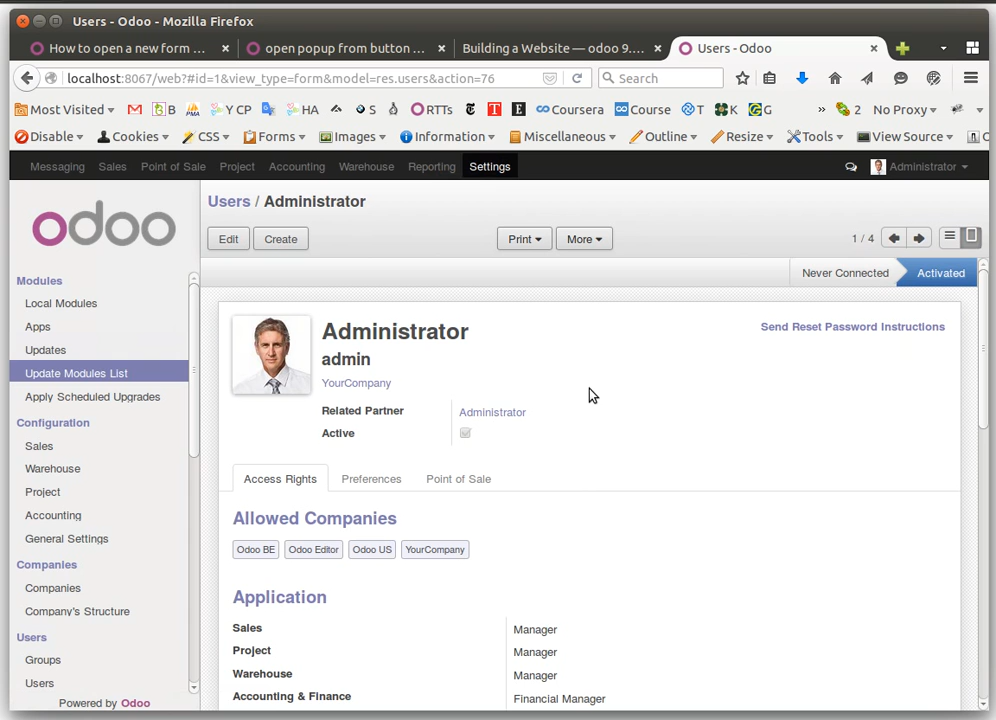 Users - Odoo - Mozilla Firefox
How to open a new form ...
open popup from button ...
Building a Website — odoo 9....
Users - Odoo
localhost:8067/web?#id=1&view_type=form&model=res.users&action=76
Search
Most Visited
B
Y CP
HA
S
RTTs
T
E
Coursera
Course
T
K
G
»
2
No Proxy
»
Disable
Cookies
CSS
Forms
Images
Information
Miscellaneous
Outline
Resize
Tools
View Source
Messaging
Sales
Point of Sale
Project
Accounting
Warehouse
Reporting
Settings
Administrator
odoo
Users / Administrator
Edit
Create
Print
More
1 / 4
Never Connected
Activated
Modules
Local Modules
Apps
Updates
Update Modules List
Apply Scheduled Upgrades
Configuration
Sales
Warehouse
Project
Accounting
General Settings
Companies
Companies
Company's Structure
Users
Groups
Users
Powered by Odoo
Administrator
Send Reset Password Instructions
admin
YourCompany
Related Partner
Administrator
Active
Access Rights
Preferences
Point of Sale
Allowed Companies
Odoo BE
Odoo Editor
Odoo US
YourCompany
Application
Sales
Manager
Project
Manager
Warehouse
Manager
Accounting & Finance
Financial Manager